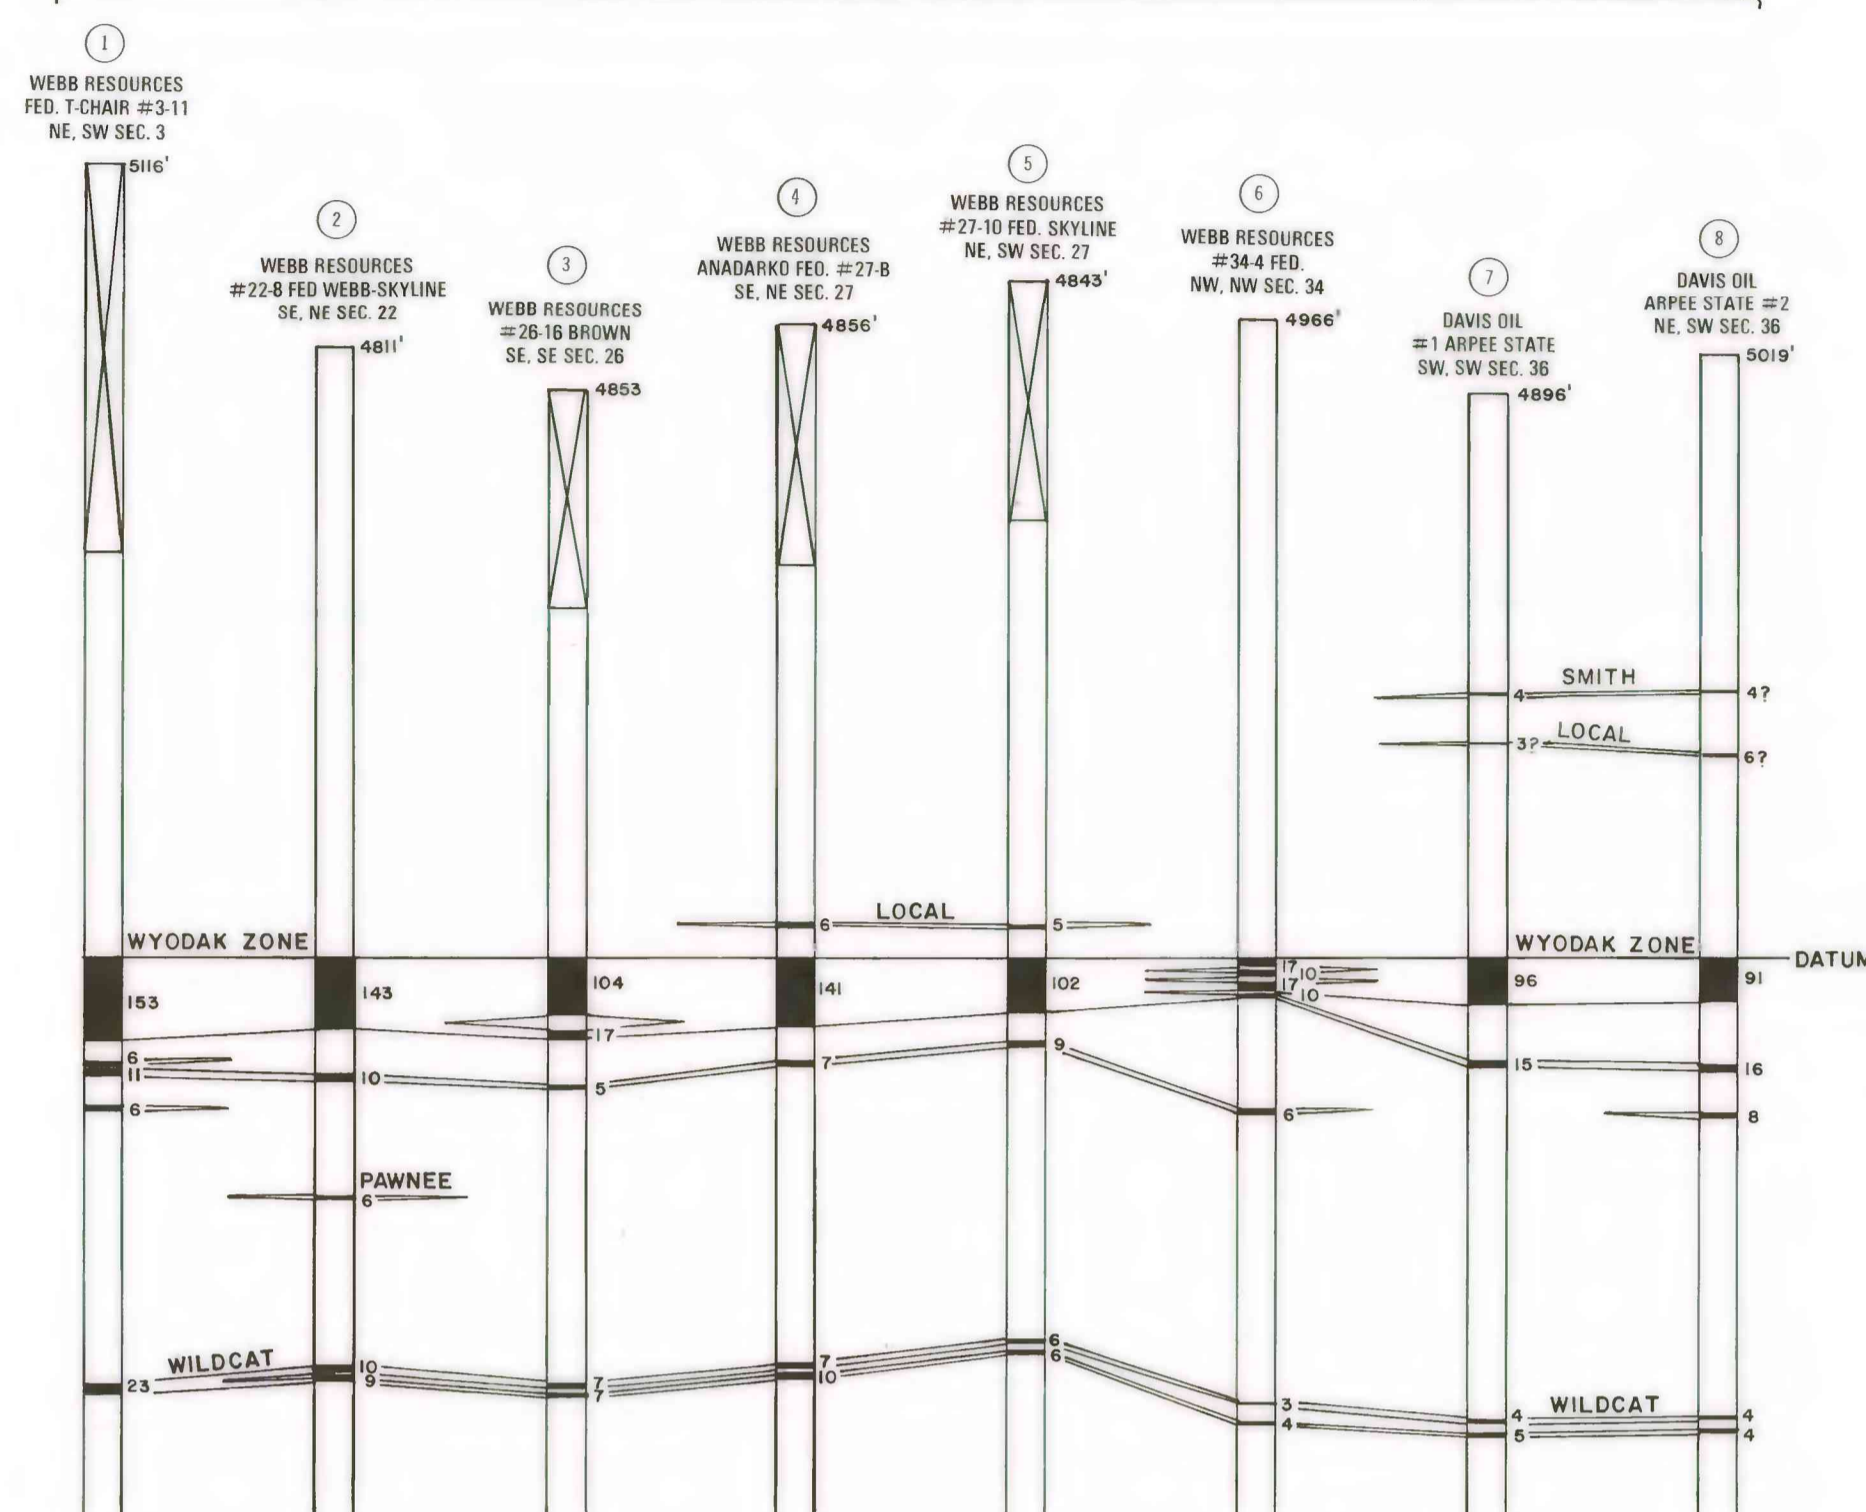 1
WEBB RESOURCES
FED. T-CHAIR #3-11
NE, SW SEC. 3
5116'
2
WEBB RESOURCES
#22-8 FED WEBB-SKYLINE
SE, NE SEC. 22
4811'
3
WEBB RESOURCES
#26-16 BROWN
SE, SE SEC. 26
4853
4
WEBB RESOURCES
ANADARKO FEO. #27-B
SE, NE SEC. 27
4856'
5
WEBB RESOURCES
#27-10 FED. SKYLINE
NE, SW SEC. 27
4843'
6
WEBB RESOURCES
#34-4 FED.
NW, NW SEC. 34
4966'
7
DAVIS OIL
#1 ARPEE STATE
SW, SW SEC. 36
4896'
8
DAVIS OIL
ARPEE STATE #2
NE, SW SEC. 36
5019'
SMITH
4
4?
LOCAL
3?
6?
LOCAL
6
5
WYODAK ZONE
WYODAK ZONE
DATUM
153
143
104
141
102
17
10
17
10
96
91
17
6
11
10
5
7
9
15
16
6
6
8
PAWNEE
6
WILDCAT
23
10
9
7
7
7
10
6
6
3
4
WILDCAT
4
5
4
4